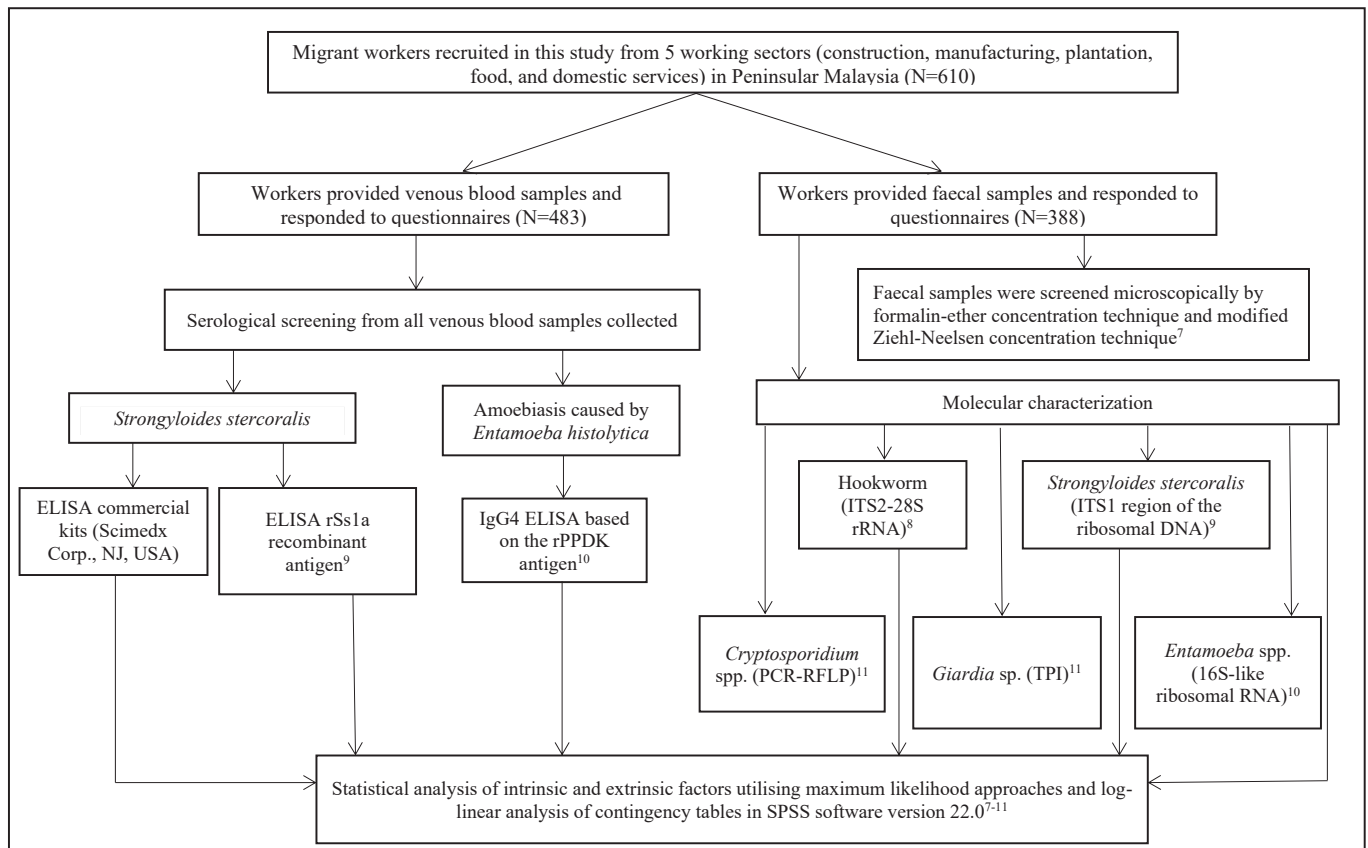 Migrant workers recruited in this study from 5 working sectors (construction, manufacturing, plantation,
food, and domestic services) in Peninsular Malaysia (N=610)
Workers provided venous blood samples and
responded to questionnaires (N=483)
Workers provided faecal samples and responded to
questionnaires (N=388)
Serological screening from all venous blood samples collected
Faecal samples were screened microscopically by
formalin-ether concentration technique and modified
Ziehl-Neelsen concentration technique7
Strongyloides stercoralis
Amoebiasis caused by
Entamoeba histolytica
Molecular characterization
ELISA commercial
kits (Scimedx
Corp., NJ, USA)
ELISA rSs1a
recombinant
antigen9
IgG4 ELISA based
on the rPPDK
antigen10
Hookworm
(ITS2-28S
rRNA)8
Strongyloides stercoralis
(ITS1 region of the
ribosomal DNA)9
Cryptosporidium
spp. (PCR-RFLP)11
Giardia sp. (TPI)11
Entamoeba spp.
(16S-like
ribosomal RNA)10
Statistical analysis of intrinsic and extrinsic factors utilising maximum likelihood approaches and log-
linear analysis of contingency tables in SPSS software version 22.07-11